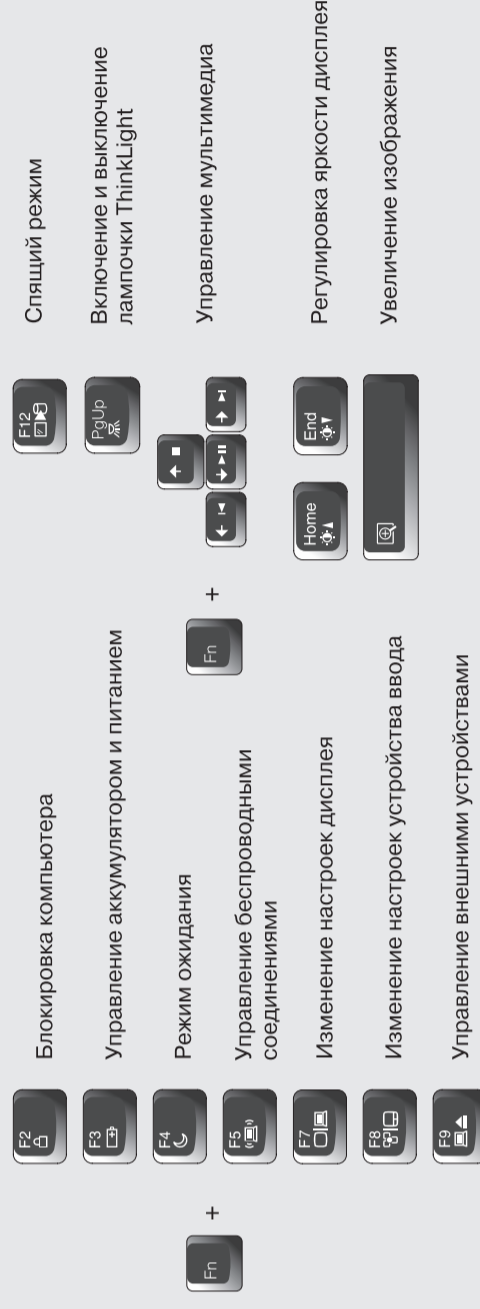 Fn
+
F2
Блокировка компьютера
F3
Управление аккумулятором и питанием
F4
Режим ожидания
F5
Управление беспроводными
соединениями
F7
Изменение настроек дисплея
F8
Изменение настроек устройства ввода
F9
Управление внешними устройствами
Fn
+
F12
Спящий режим
PgUp
Включение и выключение
лампочки ThinkLight
Управление мультимедиа
Home
End
Регулировка яркости дисплея
Увеличение изображения